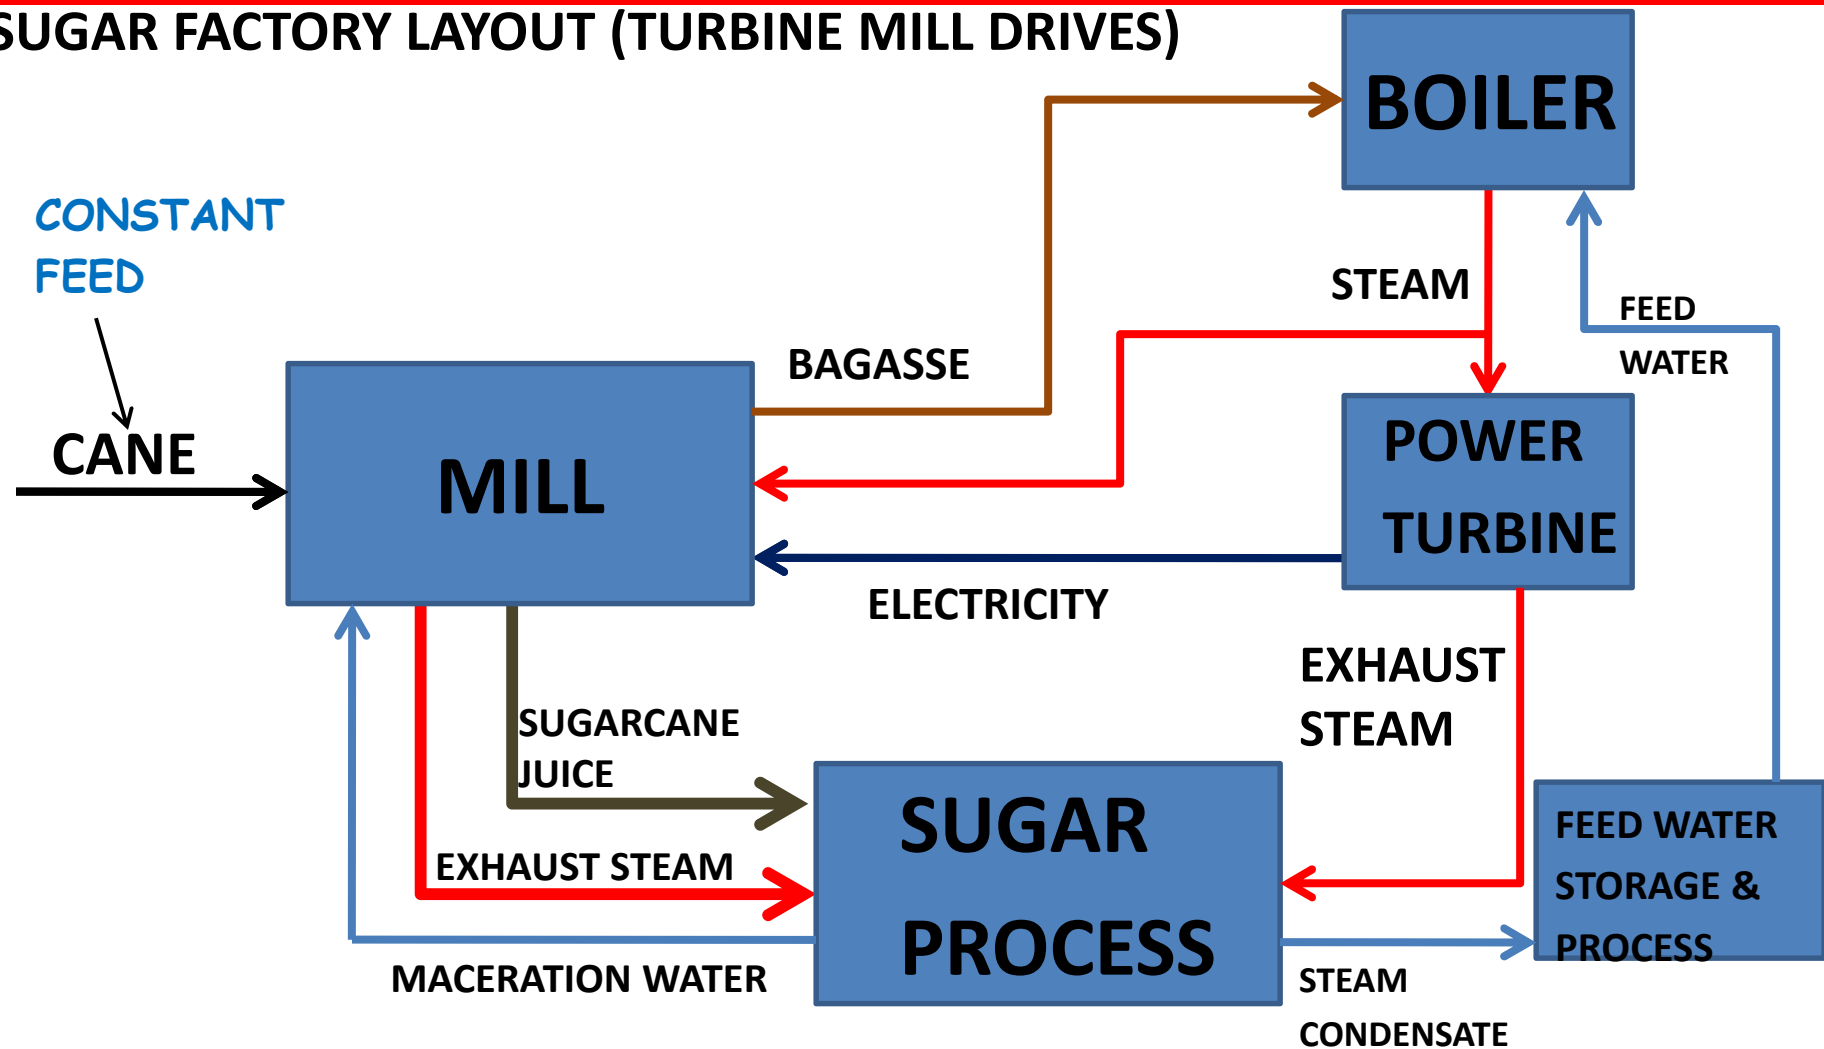 SUGAR FACTORY LAYOUT (TURBINE MILL DRIVES)
BOILER
CONSTANT
FEED
STEAM
FEED
WATER
BAGASSE
CANE
MILL
POWER
TURBINE
ELECTRICITY
EXHAUST
STEAM
SUGARCANE
JUICE
EXHAUST STEAM
SUGAR
PROCESS
FEED WATER
STORAGE &
PROCESS
MACERATION WATER
STEAM
CONDENSATE